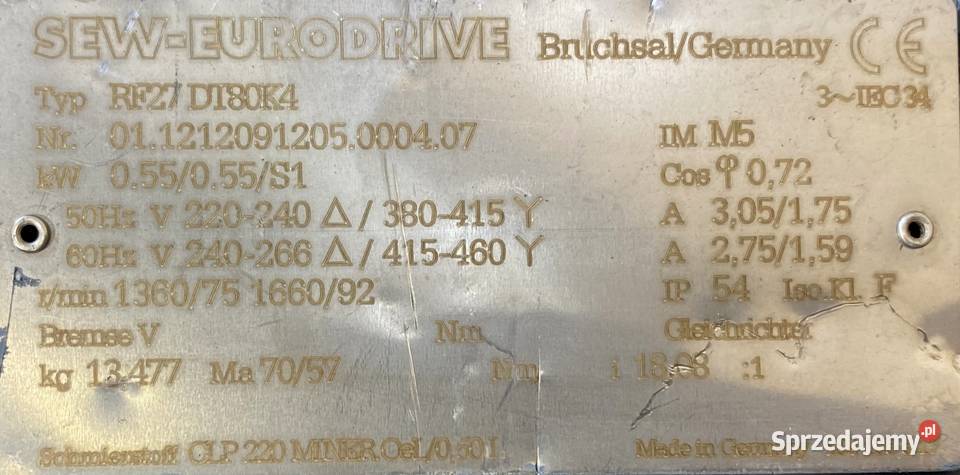 SEW-EURODRIVE Bruchsal/Germany CE
Typ RF27 DT80K4 3~IEC 34
Nr. 01.1212091205.0004.07 IM M5
kW 0.55/0.55/S1 Cos φ 0,72
50Hz V 220-240 Δ / 380-415 Y A 3,05/1,75
60Hz V 240-266 Δ / 415-460 Y A 2,75/1,59
r/min 1360/75 1660/92 IP 54 Iso.Kl. F
Bremse V Nm Gleichrichter
kg 13.477 Ma 70/57 Nm i 18,08 :1
Schmierstoff CLP 220 MINER.OeL/0,50 l Made in Germany
Sprzedajemy.pl